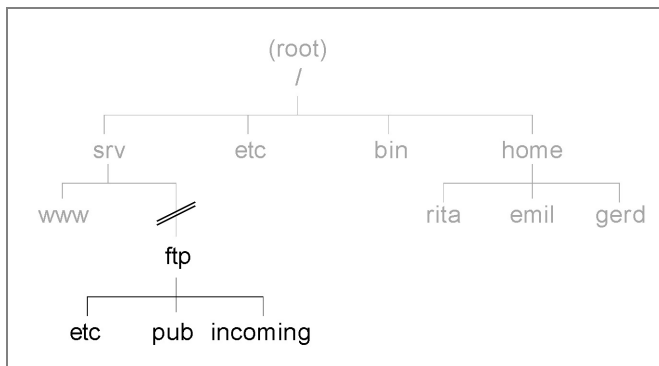 (root)
/
srv etc bin home
www rita emil gerd
ftp
etc pub incoming